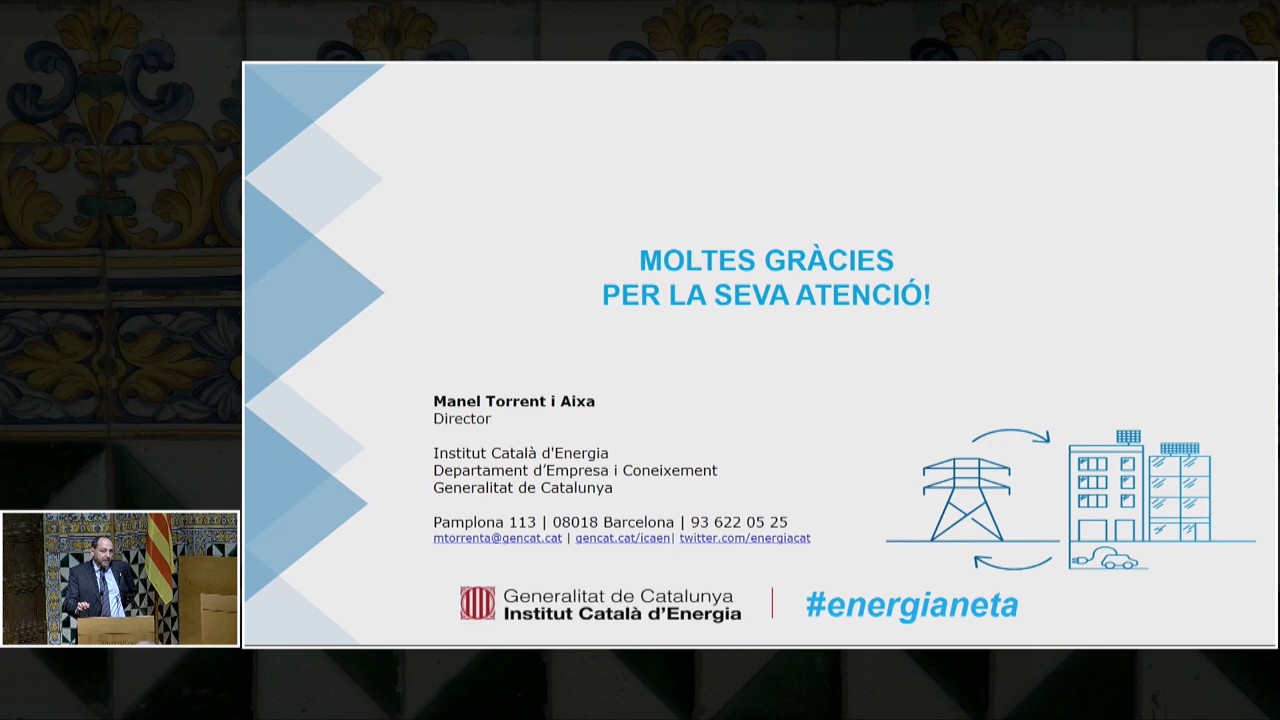 MOLTES GRÀCIES
PER LA SEVA ATENCIÓ!
Manel Torrent i Aixa
Director
Institut Català d'Energia
Departament d’Empresa i Coneixement
Generalitat de Catalunya
Pamplona 113 | 08018 Barcelona | 93 622 05 25
mtorrenta@gencat.cat | gencat.cat/icaen| twitter.com/energiacat
Generalitat de Catalunya
Institut Català d’Energia
#energianeta